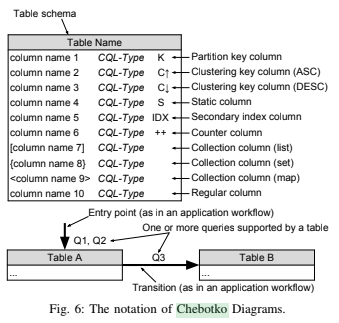 Table schema
Table Name
column name 1 CQL-Type K Partition key column
column name 2 CQL-Type C↑ Clustering key column (ASC)
column name 3 CQL-Type C↓ Clustering key column (DESC)
column name 4 CQL-Type S Static column
column name 5 CQL-Type IDX Secondary index column
column name 6 CQL-Type ++ Counter column
[column name 7] CQL-Type Collection column (list)
{column name 8} CQL-Type Collection column (set)
<column name 9> CQL-Type Collection column (map)
column name 10 CQL-Type Regular column
Entry point (as in an application workflow)
One or more queries supported by a table
Q1, Q2 Q3
Table A Table B
... ...
Transition (as in an application workflow)
Fig. 6: The notation of Chebotko Diagrams.